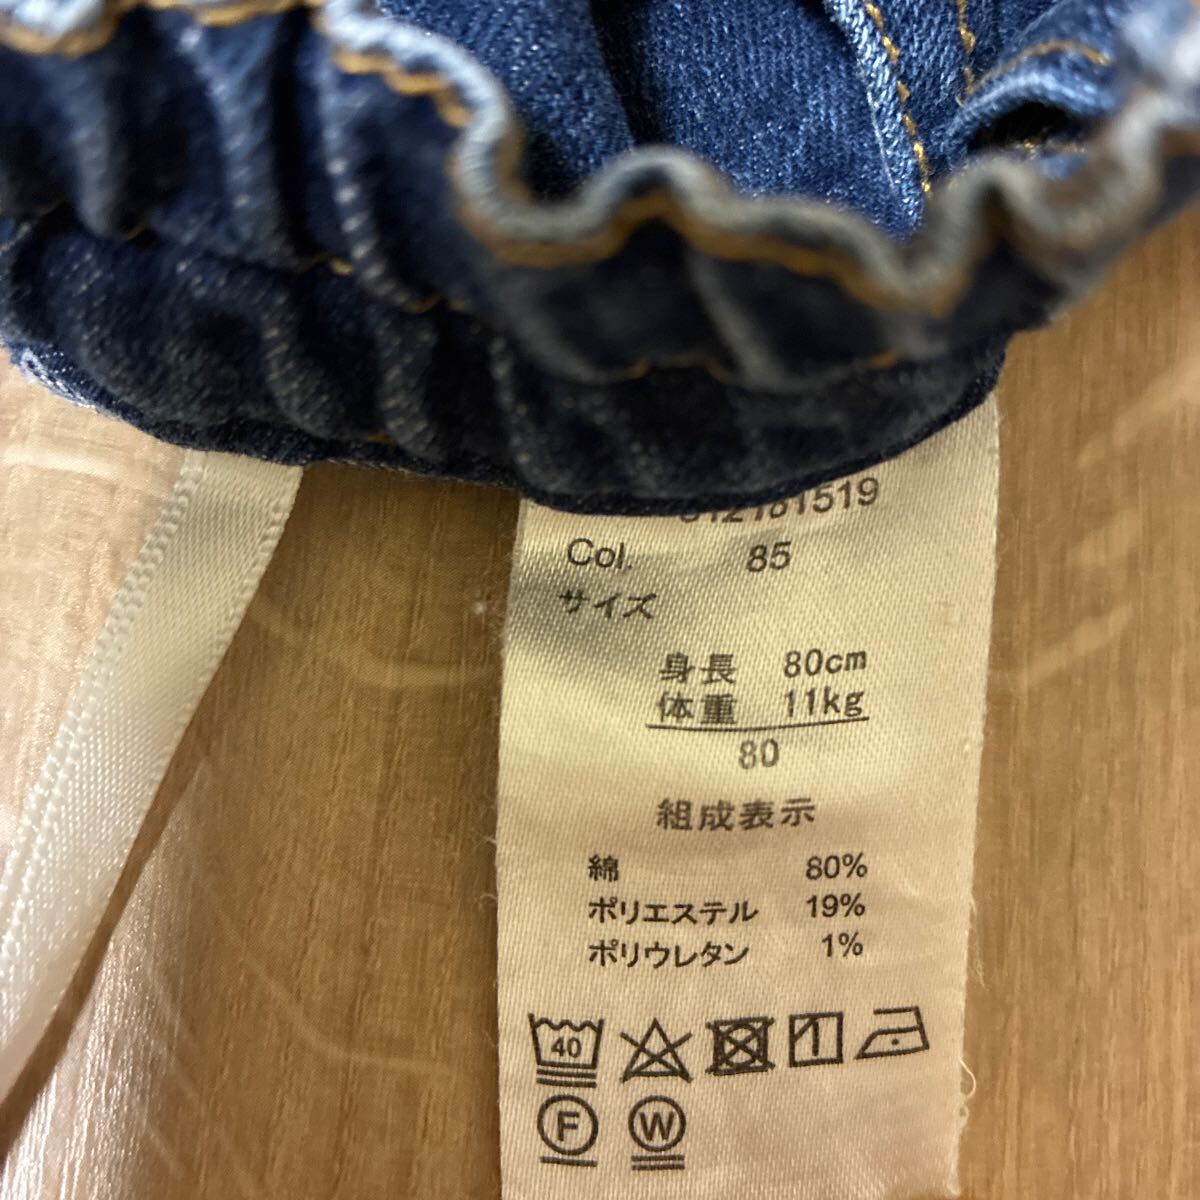 512181519
Col. 85
サイズ
身長 80cm
体重 11kg
80
組成表示
綿 80%
ポリエステル 19%
ポリウレタン 1%
40
F W